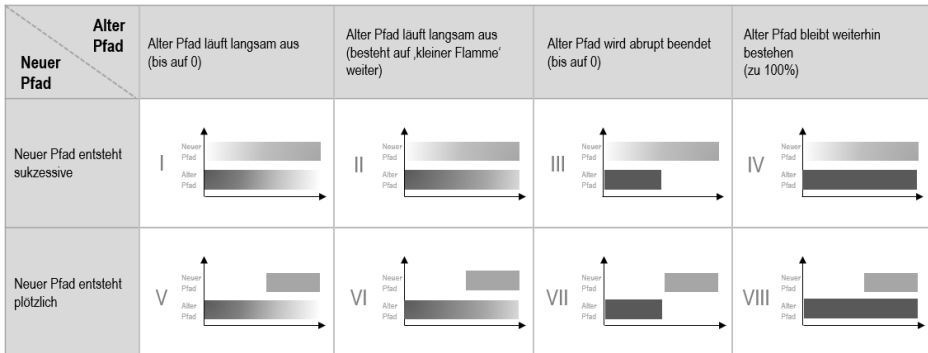 Alter
Pfad
Neuer
Pfad
Alter Pfad läuft langsam aus
(bis auf 0)
Alter Pfad läuft langsam aus
(besteht auf ‚kleiner Flamme'
weiter)
Alter Pfad wird abrupt beendet
(bis auf 0)
Alter Pfad bleibt weiterhin
bestehen
(zu 100%)
Neuer Pfad entsteht
sukzessive
I
Neuer
Pfad
Alter
Pfad
II
Neuer
Pfad
Alter
Pfad
III
Neuer
Pfad
Alter
Pfad
IV
Neuer
Pfad
Alter
Pfad
Neuer Pfad entsteht
plötzlich
V
Neuer
Pfad
Alter
Pfad
VI
Neuer
Pfad
Alter
Pfad
VII
Neuer
Pfad
Alter
Pfad
VIII
Neuer
Pfad
Alter
Pfad